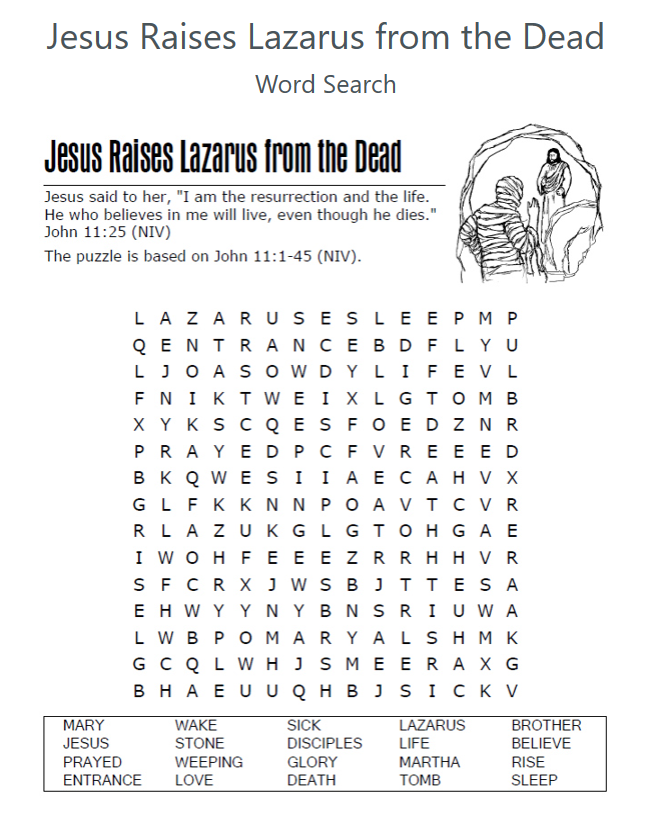 Jesus Raises Lazarus from the Dead
Word Search
Jesus Raises Lazarus from the Dead
Jesus said to her, "I am the resurrection and the life.
He who believes in me will live, even though he dies."
John 11:25 (NIV)
The puzzle is based on John 11:1-45 (NIV).
L A Z A R U S E S L E E P M P
Q E N T R A N C E B D F L Y U
L J O A S O W D Y L I F E V L
F N I K T W E I X L G T O M B
X Y K S C Q E S F O E D Z N R
P R A Y E D P C F V R E E E D
B K Q W E S I I A E C A H V X
G L F K K N N P O A V T C V R
R L A Z U K G L G T O H G A E
I W O H F E E E Z R R H H V R
S F C R X J W S B J T T E S A
E H W Y Y N Y B N S R I U W A
L W B P O M A R Y A L S H M K
G C Q L W H J S M E E R A X G
B H A E U U Q H B J S I C K V
MARY WAKE SICK LAZARUS BROTHER
JESUS STONE DISCIPLES LIFE BELIEVE
PRAYED WEEPING GLORY MARTHA RISE
ENTRANCE LOVE DEATH TOMB SLEEP